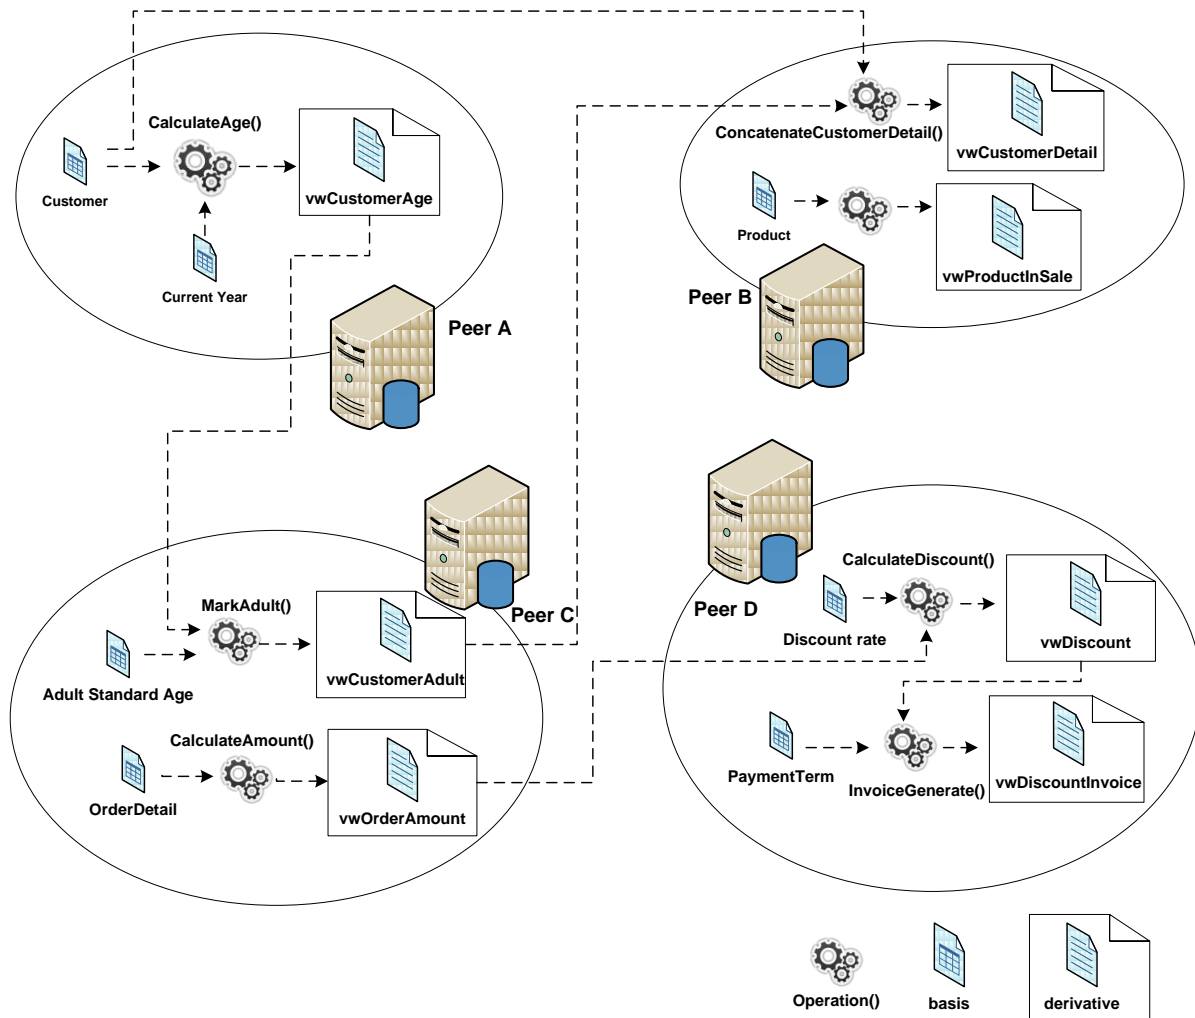 CalculateAge()
Customer
vwCustomerAge
Current Year
Peer A
ConcatenateCustomerDetail()
vwCustomerDetail
Product
vwProductInSale
Peer B
MarkAdult()
Peer C
Adult Standard Age
vwCustomerAdult
CalculateAmount()
OrderDetail
vwOrderAmount
CalculateDiscount()
Peer D
Discount rate
vwDiscount
PaymentTerm
InvoiceGenerate()
vwDiscountInvoice
Operation()
basis
derivative